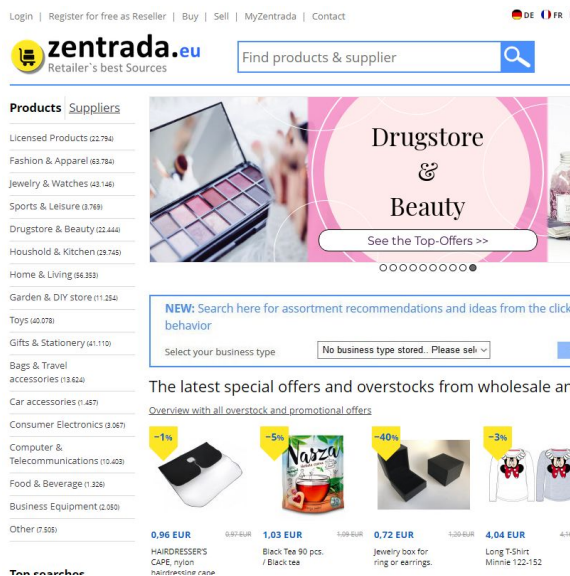 Login | Register for free as Reseller | Buy | Sell | MyZentrada | Contact
DE FR
zentrada.eu
Retailer`s best Sources
Find products & supplier
Products | Suppliers
Licensed Products (22.794)
Fashion & Apparel (63.784)
Jewelry & Watches (43.146)
Sports & Leisure (3.769)
Drugstore & Beauty (22.444)
Houshold & Kitchen (29.745)
Home & Living (56.353)
Garden & DIY store (11.254)
Toys (40.078)
Gifts & Stationery (41.110)
Bags & Travel
accessories (13.624)
Car accessories (1.457)
Consumer Electronics (3.067)
Computer &
Telecommunications (10.403)
Food & Beverage (1.326)
Business Equipment (2.050)
Other (7.505)
Top searches
Drugstore
&
Beauty
See the Top-Offers >>
NEW: Search here for assortment recommendations and ideas from the click
behavior
Select your business type
No business type stored.. Please sele
The latest special offers and overstocks from wholesale an
Overview with all overstock and promotional offers
-1%
-5%
-40%
-3%
Nasza
0,96 EUR 0,97 EUR
HAIRDRESSER'S
CAPE, nylon
hairdressing cape
1,03 EUR 1,09 EUR
Black Tea 90 pcs.
/ Black tea
0,72 EUR 1,20 EUR
Jewelry box for
ring or earrings.
4,04 EUR
Long T-Shirt
Minnie 122-152